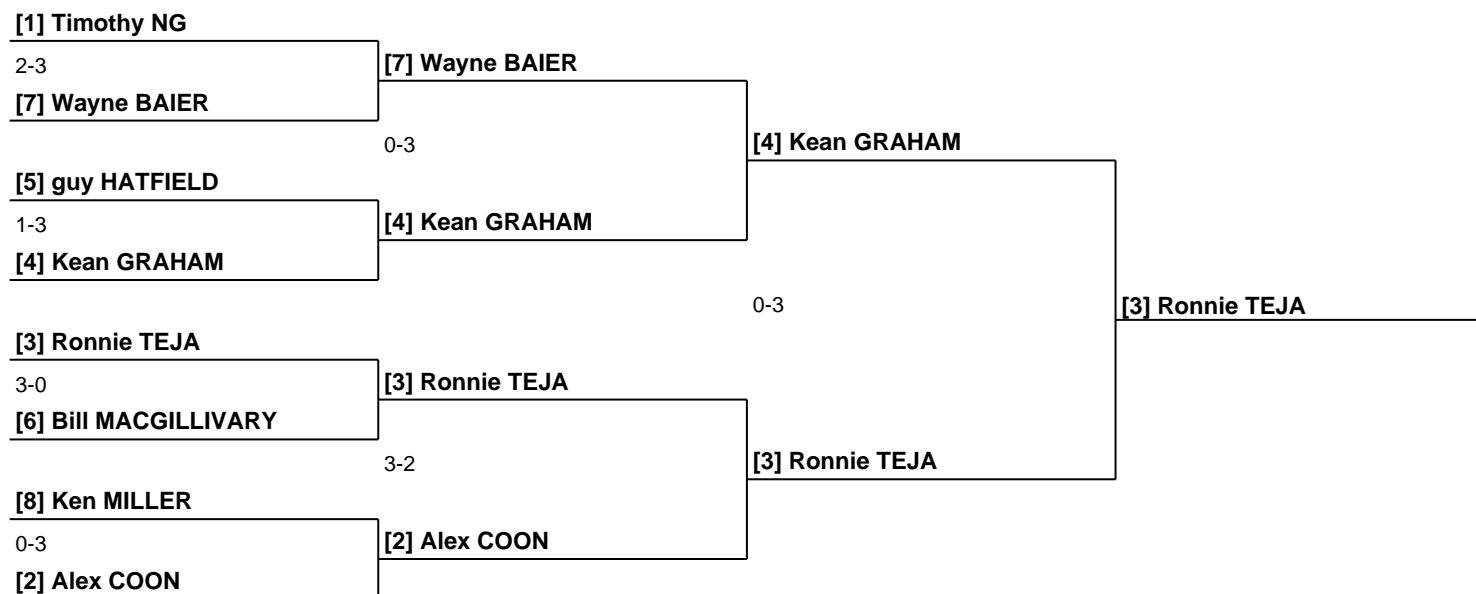 [1] Timothy NG
2-3
[7] Wayne BAIER
[7] Wayne BAIER
0-3
[4] Kean GRAHAM
[5] guy HATFIELD
1-3
[4] Kean GRAHAM
[4] Kean GRAHAM
0-3
[3] Ronnie TEJA
[3] Ronnie TEJA
3-0
[3] Ronnie TEJA
[6] Bill MACGILLIVARY
3-2
[3] Ronnie TEJA
[8] Ken MILLER
0-3
[2] Alex COON
[2] Alex COON